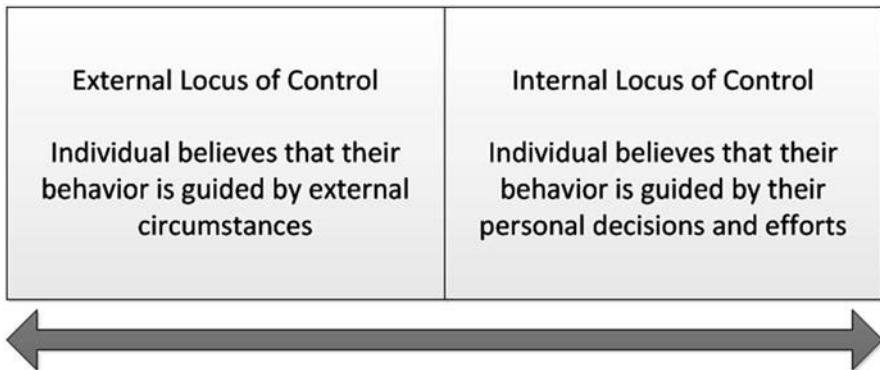 External Locus of Control
Individual believes that their
behavior is guided by external
circumstances
Internal Locus of Control
Individual believes that their
behavior is guided by their
personal decisions and efforts